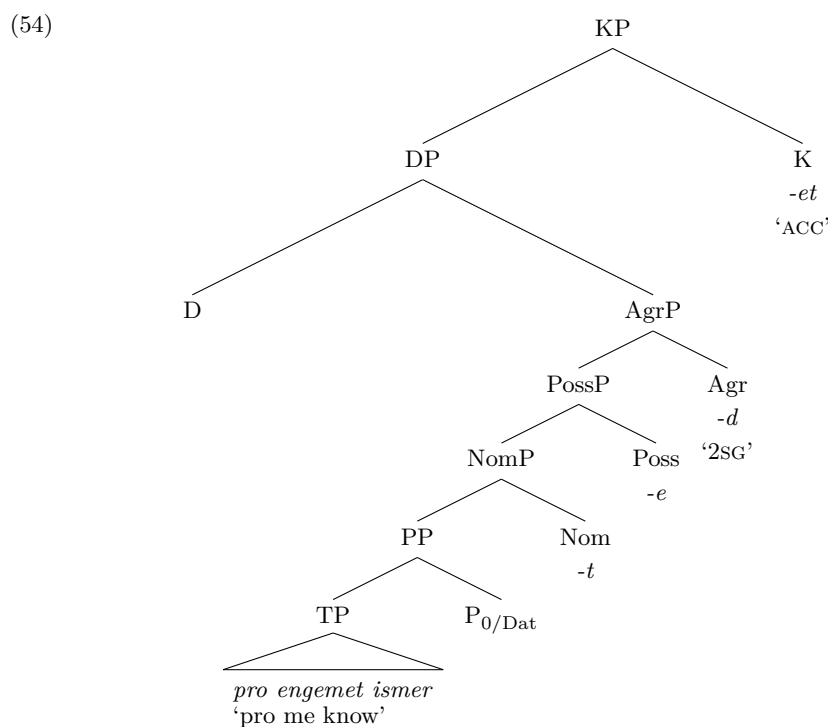 (54)
KP
DP K
-et
‘ACC’
D AgrP
PossP Agr
-d
NomP Poss ‘2SG’
-e
PP Nom
-t
TP P0/Dat
pro engemet ismer
‘pro me know’